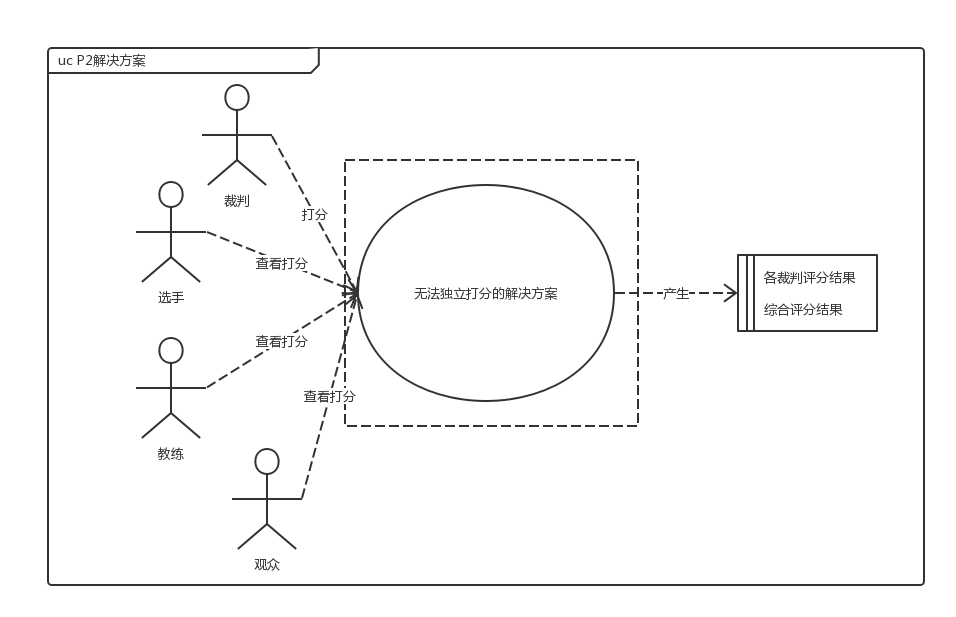 uc P2解决方案
裁判
打分
选手
查看打分
无法独立打分的解决方案
产生
各裁判评分结果
综合评分结果
查看打分
教练
查看打分
观众